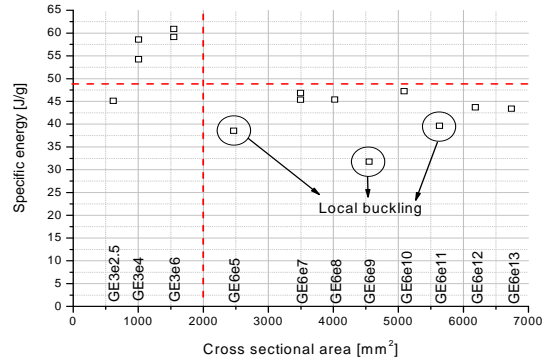 65
60
55
50
45
40
35
30
25
20
15
10
5
0
Specific energy [J/g]
Local buckling
GE3e2.5
GE3e4
GE3e6
GE6e5
GE6e7
GE6e8
GE6e9
GE6e10
GE6e11
GE6e12
GE6e13
0 1000 2000 3000 4000 5000 6000 7000
Cross sectional area [mm²]